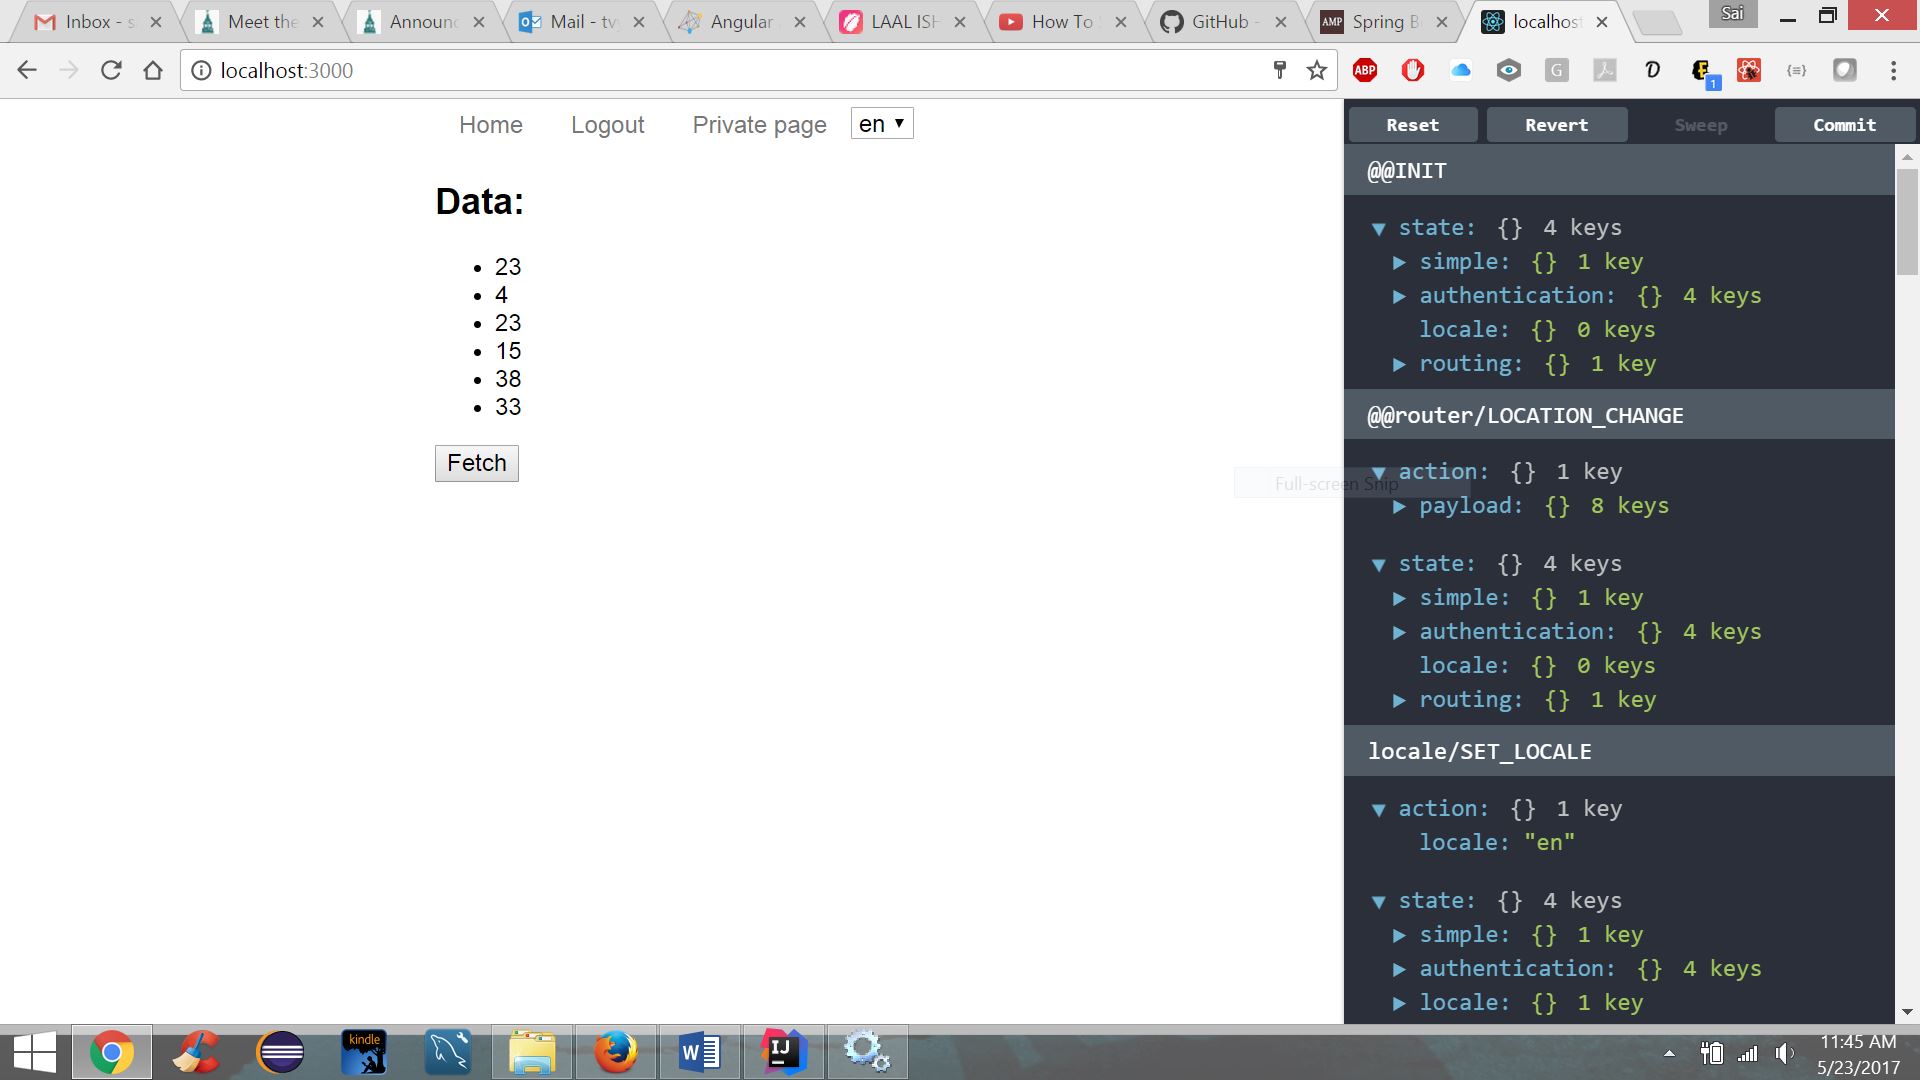 Inbox - s
Meet the
Announc
Mail - tvy
Angular
LAAL ISH
How To
GitHub -
Spring B
localhost
Sai
localhost:3000
ABP
1
Home Logout Private page en
Data:
23
4
23
15
38
33
Fetch
Full-screen Snip
Reset Revert Sweep Commit
@@INIT
state: {} 4 keys
simple: {} 1 key
authentication: {} 4 keys
locale: {} 0 keys
routing: {} 1 key
@@router/LOCATION_CHANGE
action: {} 1 key
payload: {} 8 keys
state: {} 4 keys
simple: {} 1 key
authentication: {} 4 keys
locale: {} 0 keys
routing: {} 1 key
locale/SET_LOCALE
action: {} 1 key
locale: "en"
state: {} 4 keys
simple: {} 1 key
authentication: {} 4 keys
locale: {} 1 key
kindle
W
IJ
11:45 AM
5/23/2017